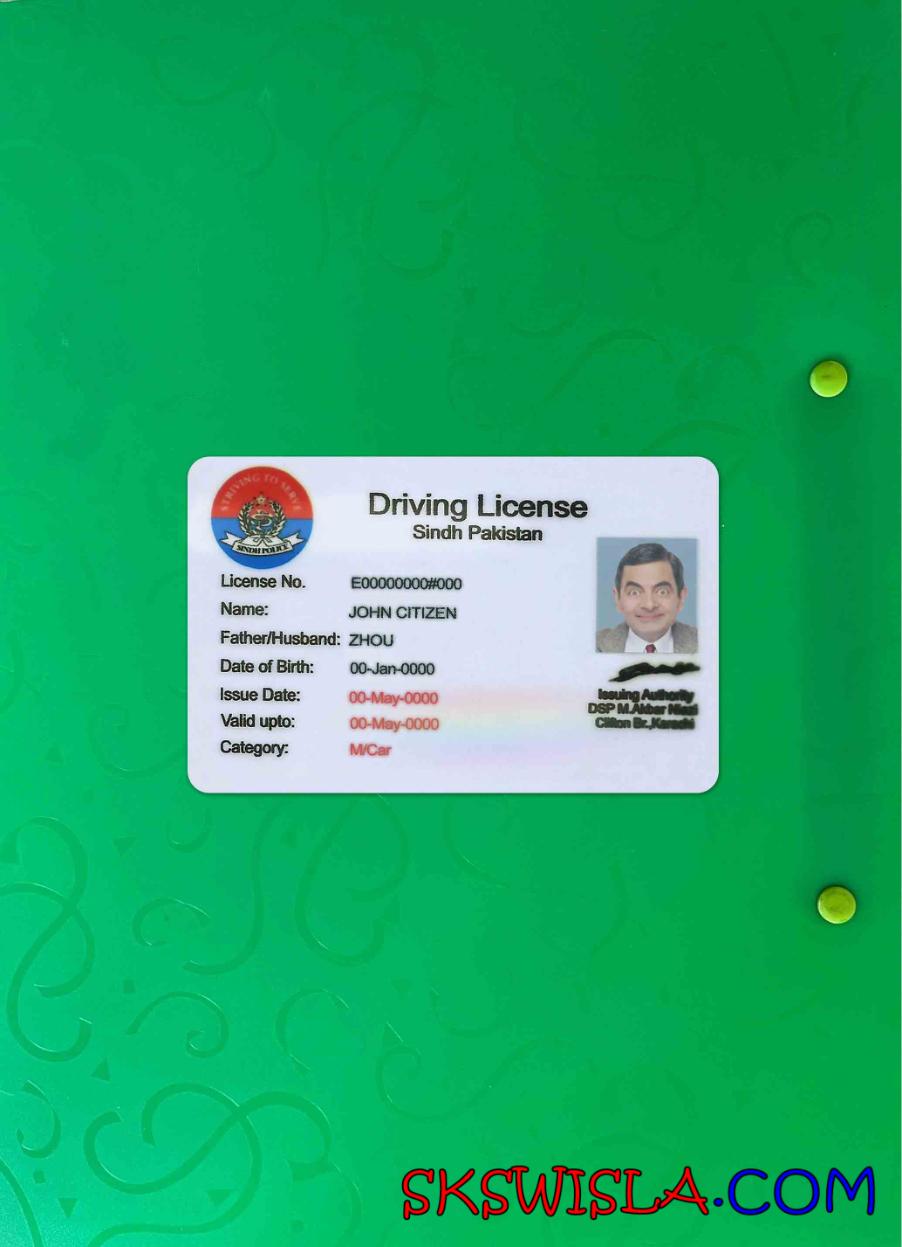 STRIVING TO SERVE
SINDH POLICE
Driving License
Sindh Pakistan
License No. E00000000#000
Name: JOHN CITIZEN
Father/Husband: ZHOU
Date of Birth: 00-Jan-0000
Issue Date: 00-May-0000
Valid upto: 00-May-0000
Category: M/Car
Issuing Authority
DSP M.Akbar Niazi
Clifton Br.,Karachi
SKSWISLA.COM